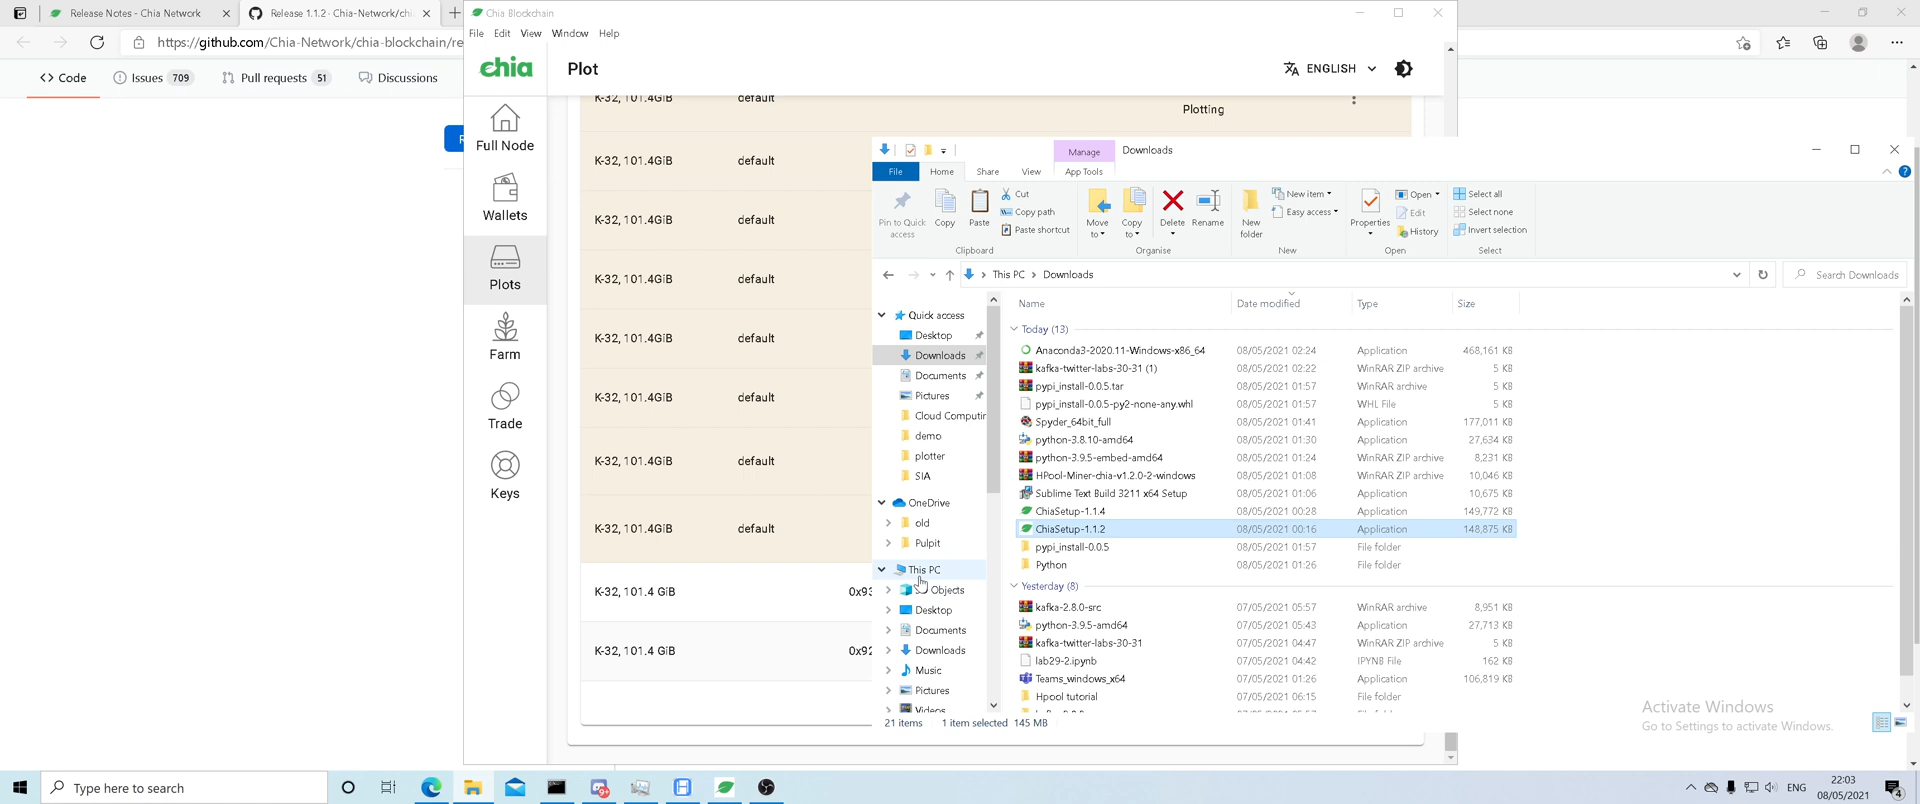 Release Notes - Chia Network
Release 1.1.2 · Chia-Network/chi
https://github.com/Chia-Network/chia-blockchain/re
Code
Issues 709
Pull requests 51
Discussions
Chia Blockchain
File Edit View Window Help
chia
Plot
ENGLISH
Full Node
Wallets
Plots
Farm
Trade
Keys
K-32, 101.4GiB default Plotting
K-32, 101.4GiB default
K-32, 101.4GiB default
K-32, 101.4GiB default
K-32, 101.4GiB default
K-32, 101.4GiB default
K-32, 101.4GiB default
K-32, 101.4GiB default
K-32, 101.4 GiB 0x93
K-32, 101.4 GiB 0x92
Manage Downloads
File Home Share View App Tools
Pin to Quick access
Copy
Paste
Cut
Copy path
Paste shortcut
Clipboard
Move to
Copy to
Delete
Rename
Organise
New folder
New item
Easy access
New
Properties
Open
Edit
History
Open
Select all
Select none
Invert selection
Select
This PC > Downloads
Search Downloads
Quick access
Desktop
Downloads
Documents
Pictures
Cloud Computin
demo
plotter
SIA
OneDrive
old
Pulpit
This PC
Objects
Desktop
Documents
Downloads
Music
Pictures
Videos
Name Date modified Type Size
Today (13)
Anaconda3-2020.11-Windows-x86_64 08/05/2021 02:24 Application 468,161 KB
kafka-twitter-labs-30-31 (1) 08/05/2021 02:22 WinRAR ZIP archive 5 KB
pypi_install-0.0.5.tar 08/05/2021 01:57 WinRAR archive 5 KB
pypi_install-0.0.5-py2-none-any.whl 08/05/2021 01:57 WHL File 5 KB
Spyder_64bit_full 08/05/2021 01:41 Application 177,011 KB
python-3.8.10-amd64 08/05/2021 01:30 Application 27,634 KB
python-3.9.5-embed-amd64 08/05/2021 01:24 WinRAR ZIP archive 8,231 KB
HPool-Miner-chia-v1.2.0-2-windows 08/05/2021 01:08 WinRAR ZIP archive 10,046 KB
Sublime Text Build 3211 x64 Setup 08/05/2021 01:06 Application 10,675 KB
ChiaSetup-1.1.4 08/05/2021 00:28 Application 149,772 KB
ChiaSetup-1.1.2 08/05/2021 00:16 Application 148,875 KB
pypi_install-0.0.5 08/05/2021 01:57 File folder
Python 08/05/2021 01:26 File folder
Yesterday (8)
kafka-2.8.0-src 07/05/2021 05:57 WinRAR archive 8,951 KB
python-3.9.5-amd64 07/05/2021 05:43 Application 27,713 KB
kafka-twitter-labs-30-31 07/05/2021 04:47 WinRAR ZIP archive 5 KB
lab29-2.ipynb 07/05/2021 04:42 IPYNB File 162 KB
Teams_windows_x64 07/05/2021 01:26 Application 106,819 KB
Hpool tutorial 07/05/2021 06:15 File folder
21 items 1 item selected 145 MB
Activate Windows
Go to Settings to activate Windows.
Type here to search
ENG
22:03
08/05/2021
4